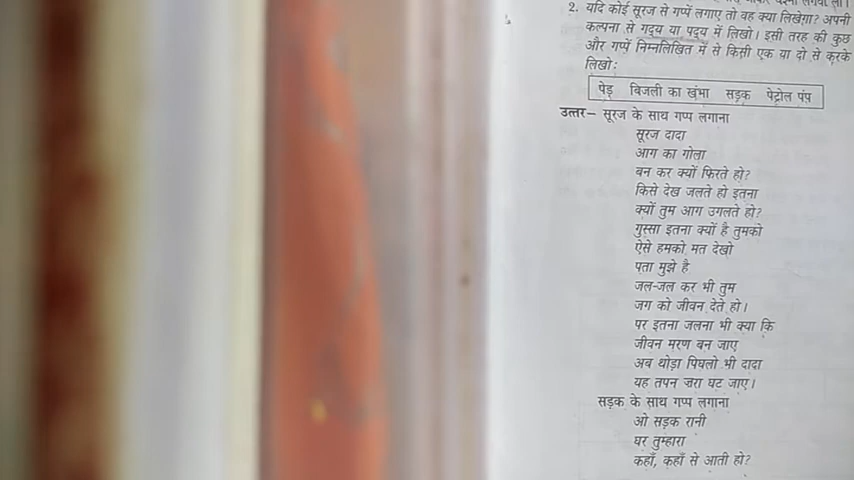 2. यदि कोई सूरज से गप्पें लगाए तो वह क्या लिखेगा? अपनी
कल्पना से गद्य या पद्य में लिखो। इसी तरह की कुछ
और गप्पें निम्नलिखित में से किसी एक या दो से करके
लिखो:
पेड़ बिजली का खंभा सड़क पेट्रोल पंप
उत्तर– सूरज के साथ गप्प लगाना
सूरज दादा
आग का गोला
बन कर क्यों फिरते हो?
किसे देख जलते हो इतना
क्यों तुम आग उगलते हो?
गुस्सा इतना क्यों है तुमको
ऐसे हमको मत देखो
पता मुझे है
जल-जल कर भी तुम
जग को जीवन देते हो।
पर इतना जलना भी क्या कि
जीवन मरण बन जाए
अब थोड़ा पिघलो भी दादा
यह तपन जरा घट जाए।
सड़क के साथ गप्प लगाना
ओ सड़क रानी
घर तुम्हारा
कहाँ, कहाँ से आती हो?